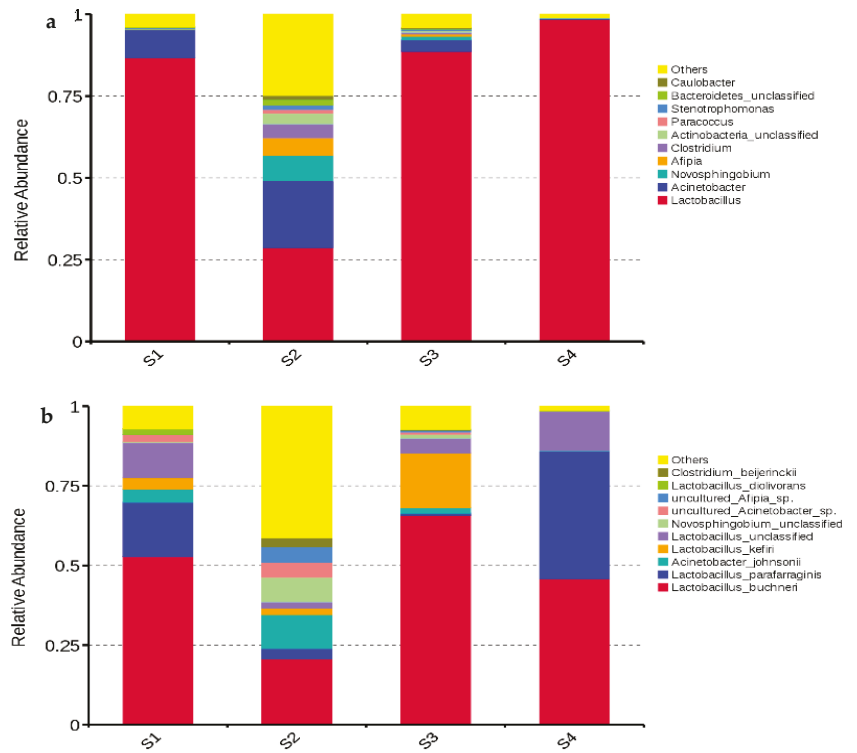 a
1
0.75
0.5
0.25
0
Relative Abundance
S1 S2 S3 S4
Others
Caulobacter
Bacteroidetes_unclassified
Stenotrophomonas
Paracoccus
Actinobacteria_unclassified
Clostridium
Afipia
Novosphingobium
Acinetobacter
Lactobacillus
b
1
0.75
0.5
0.25
0
Relative Abundance
S1 S2 S3 S4
Others
Clostridium_beijerinckii
Lactobacillus_diolivorans
uncultured_Afipia_sp.
uncultured_Acinetobacter_sp.
Novosphingobium_unclassified
Lactobacillus_unclassified
Lactobacillus_kefiri
Acinetobacter_johnsonii
Lactobacillus_parafarraginis
Lactobacillus_buchneri